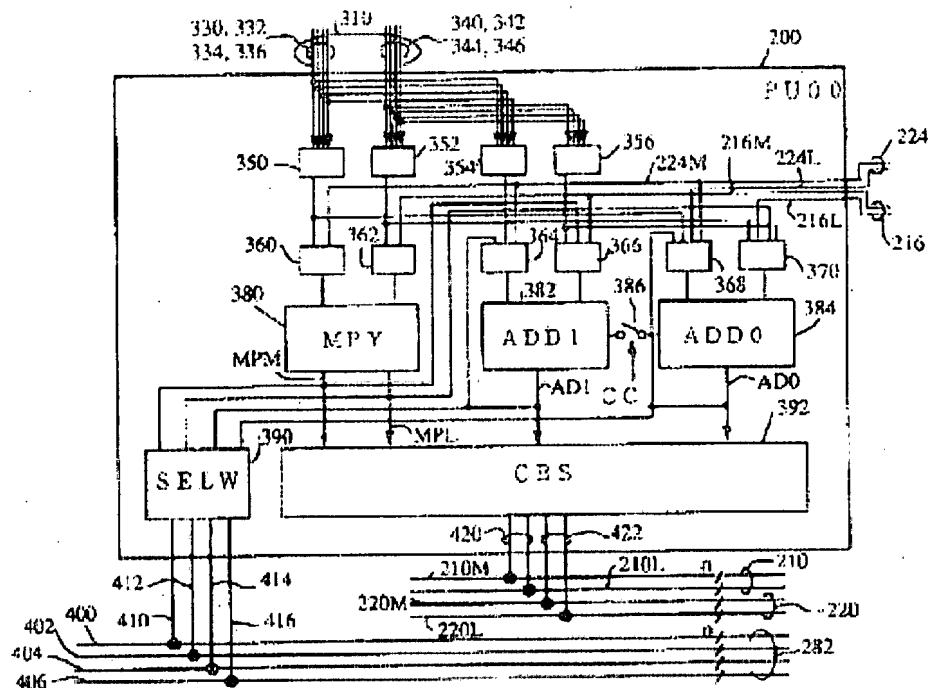 330, 332
310
340, 342
334, 336
344, 346
200
PU00
350
352
354
356
224M
216M
224L
224
216L
216
360
362
364
366
368
370
380
382
386
384
MPY
ADD1
ADD0
MPM
AD1
CC
AD0
390
MPL
392
SELW
CBS
420
422
412
414
210M
210L
n
210
410
416
220M
220
400
220L
402
n
282
404
406